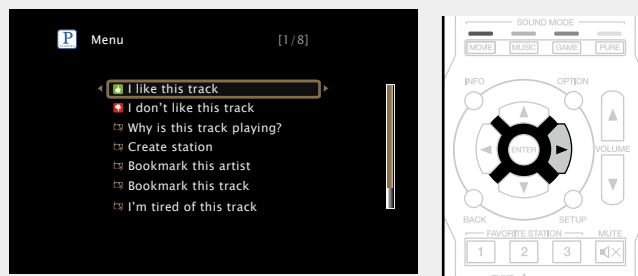 P
PANDORA
Menu
[1/8]
I like this track
I don't like this track
Why is this track playing?
Create station
Bookmark this artist
Bookmark this track
I'm tired of this track
SOUND MODE
MOVIE MUSIC GAME PURE
INFO OPTION
ENTER
VOLUME
BACK SETUP
FAVORITE STATION MUTE
1 2 3